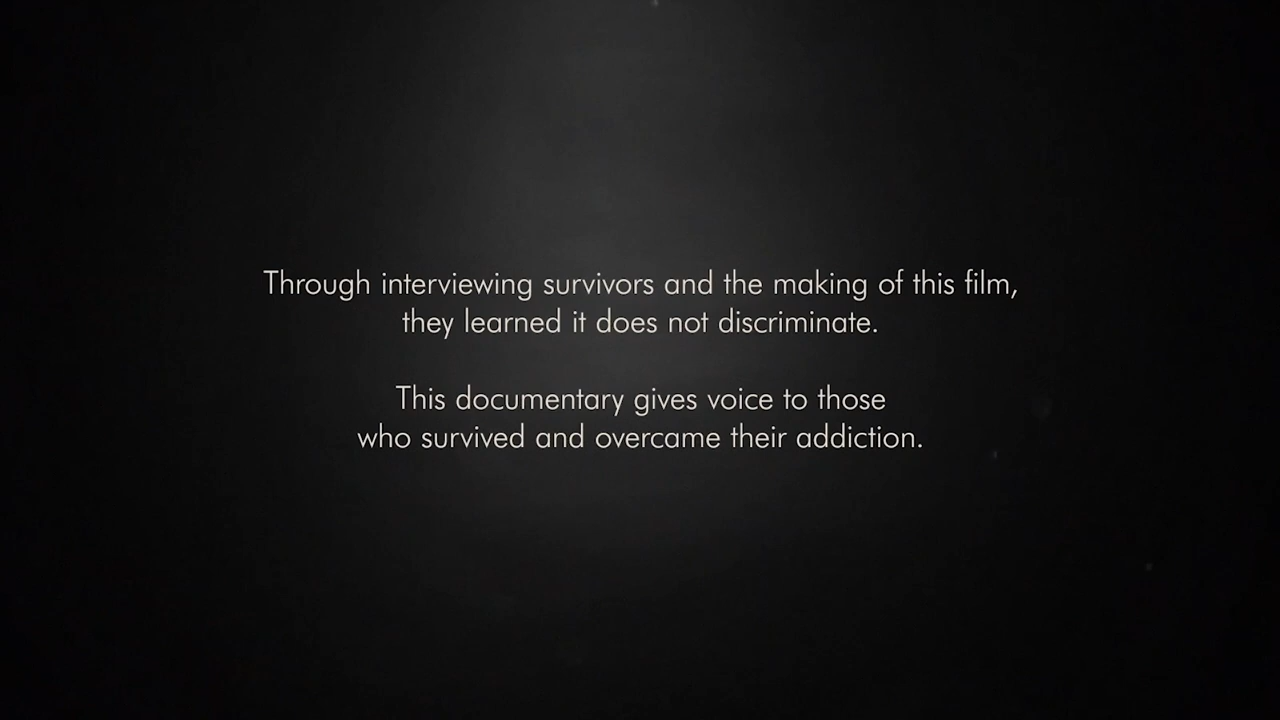 Through interviewing survivors and the making of this film,
they learned it does not discriminate.
This documentary gives voice to those
who survived and overcame their addiction.